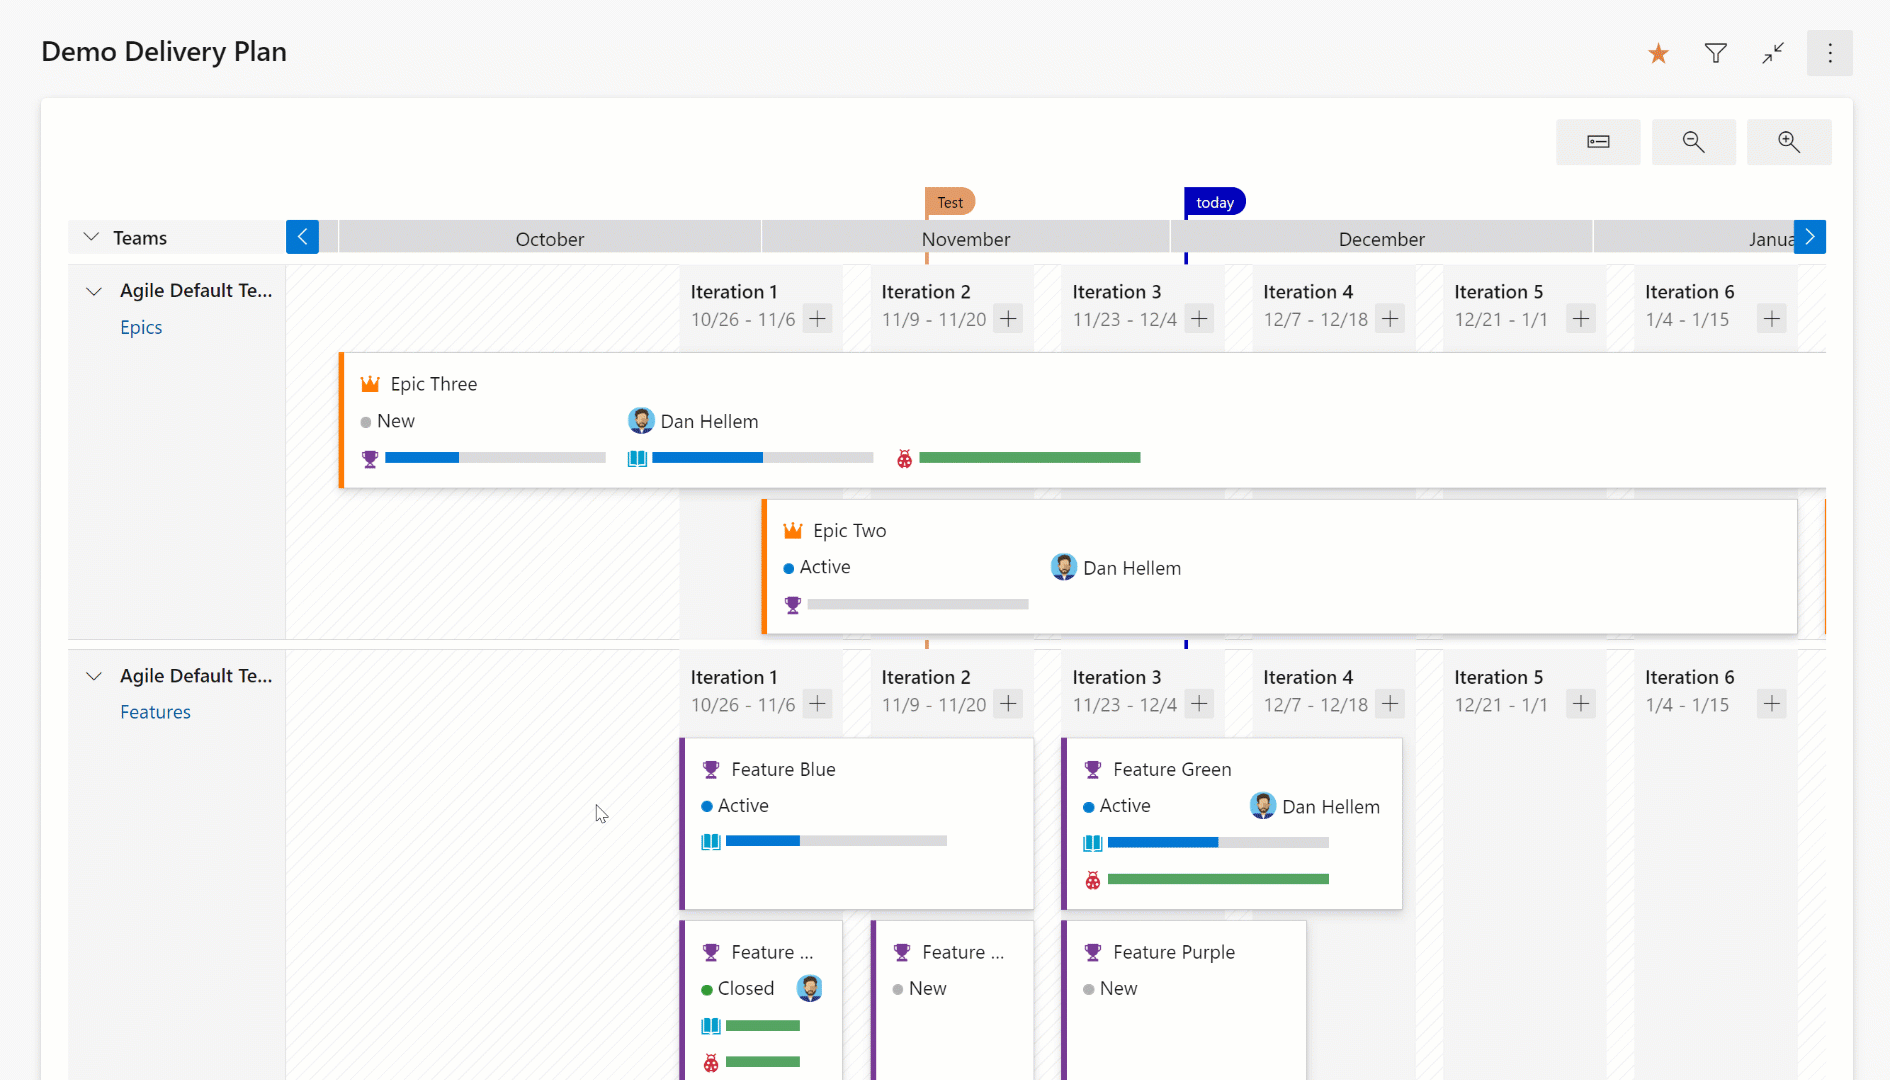 Demo Delivery Plan
Test
today
Teams
October
November
December
Janua
Agile Default Te...
Epics
Iteration 1
10/26 - 11/6
Iteration 2
11/9 - 11/20
Iteration 3
11/23 - 12/4
Iteration 4
12/7 - 12/18
Iteration 5
12/21 - 1/1
Iteration 6
1/4 - 1/15
Epic Three
New
Dan Hellem
Epic Two
Active
Dan Hellem
Agile Default Te...
Features
Iteration 1
10/26 - 11/6
Iteration 2
11/9 - 11/20
Iteration 3
11/23 - 12/4
Iteration 4
12/7 - 12/18
Iteration 5
12/21 - 1/1
Iteration 6
1/4 - 1/15
Feature Blue
Active
Feature Green
Active
Dan Hellem
Feature ...
Closed
Feature ...
New
Feature Purple
New